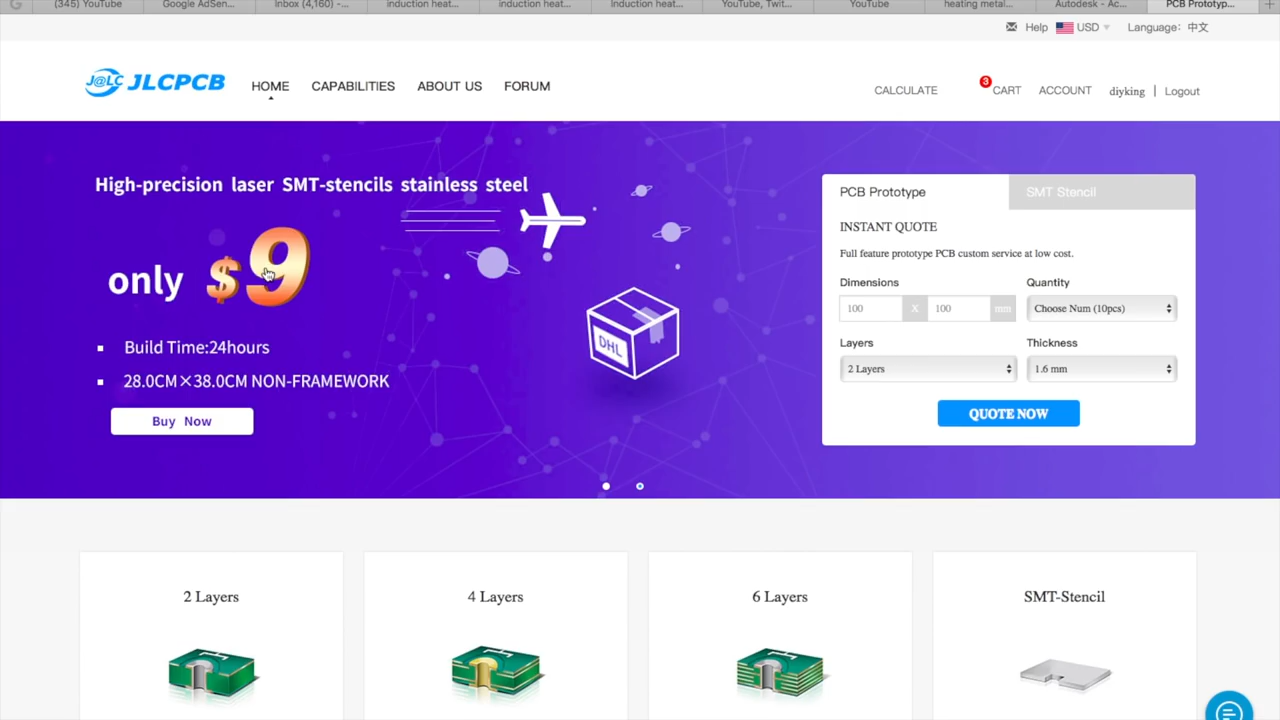 (345) YouTube
Google AdSen...
Inbox (4,160) -...
induction heat...
induction heat...
Induction heat...
YouTube, Twit...
YouTube
heating metal...
Autodesk - Ac...
PCB Prototyp...
Help
USD
Language: 中文
J@LC JLCPCB
HOME
CAPABILITIES
ABOUT US
FORUM
CALCULATE
3
CART
ACCOUNT
diyking | Logout
High-precision laser SMT-stencils stainless steel
only $9
Build Time:24hours
28.0CM×38.0CM NON-FRAMEWORK
Buy Now
DHL
PCB Prototype
SMT Stencil
INSTANT QUOTE
Full feature prototype PCB custom service at low cost.
Dimensions
Quantity
100 X 100 mm
Choose Num (10pcs)
Layers
Thickness
2 Layers
1.6 mm
QUOTE NOW
2 Layers
4 Layers
6 Layers
SMT-Stencil